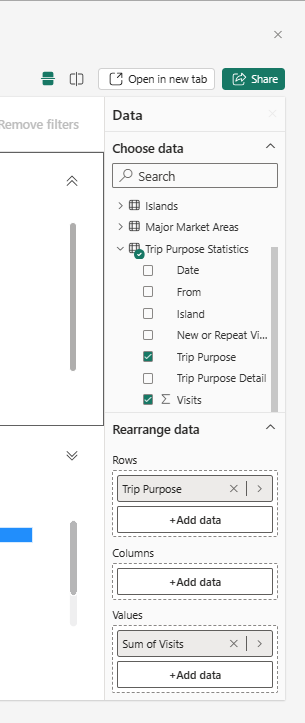 Open in new tab
Share
Remove filters
Data
Choose data
Search
Islands
Major Market Areas
Trip Purpose Statistics
Date
From
Island
New or Repeat Vi...
Trip Purpose
Trip Purpose Detail
Σ Visits
Rearrange data
Rows
Trip Purpose
+Add data
Columns
+Add data
Values
Sum of Visits
+Add data